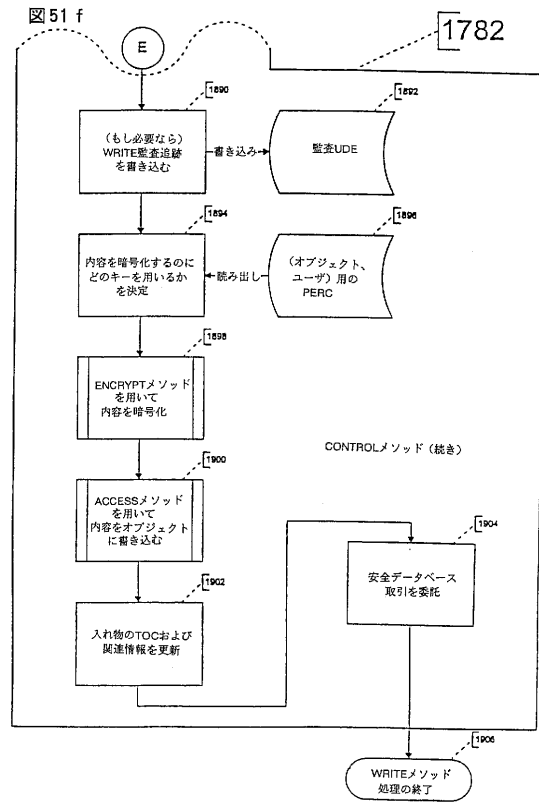 図51 f
1782
E
1890
(もし必要なら)
WRITE監査追跡
を書き込む
書き込み
1892
監査UDE
1894
内容を暗号化するのに
どのキーを用いるか
を決定
読み出し
1896
(オブジェクト、
ユーザ)用の
PERC
1898
ENCRYPTメソッド
を用いて
内容を暗号化
CONTROLメソッド(続き)
1900
ACCESSメソッド
を用いて
内容をオブジェクト
に書き込む
1902
入れ物のTOCおよび
関連情報を更新
1904
安全データベース
取引を委託
1906
WRITEメソッド
処理の終了